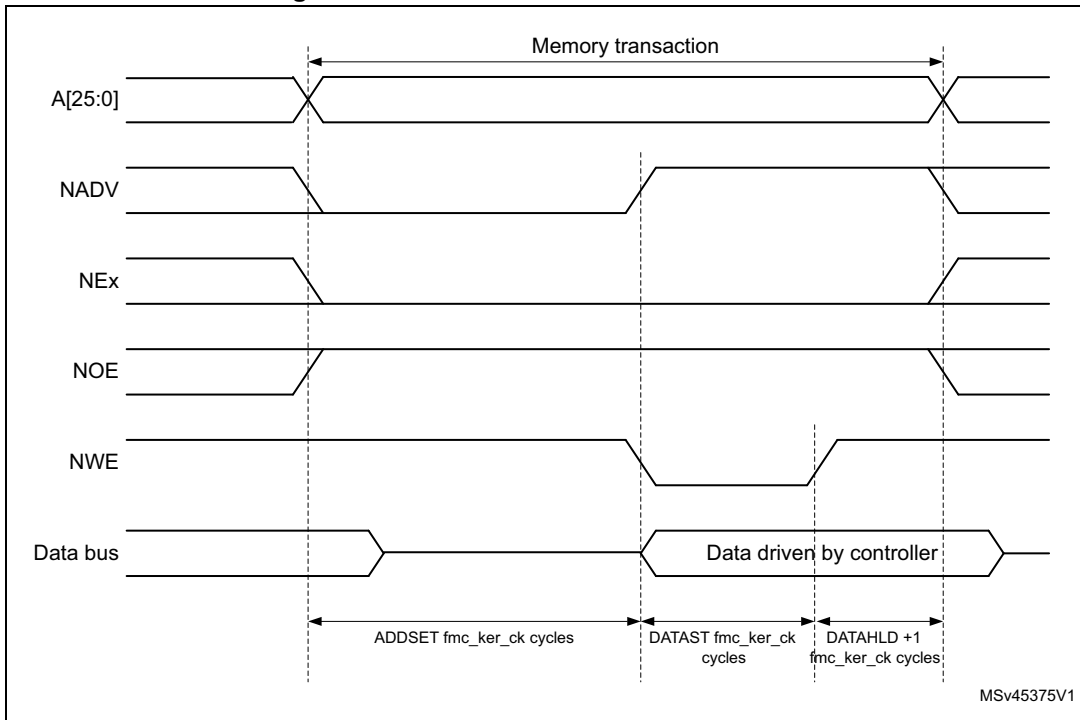 g
Memory transaction
A[25:0]
NADV
NEx
NOE
NWE
Data bus
Data driven by controller
ADDSET fmc_ker_ck cycles
DATAST fmc_ker_ck
cycles
DATAHLD +1
fmc_ker_ck cycles
MSv45375V1